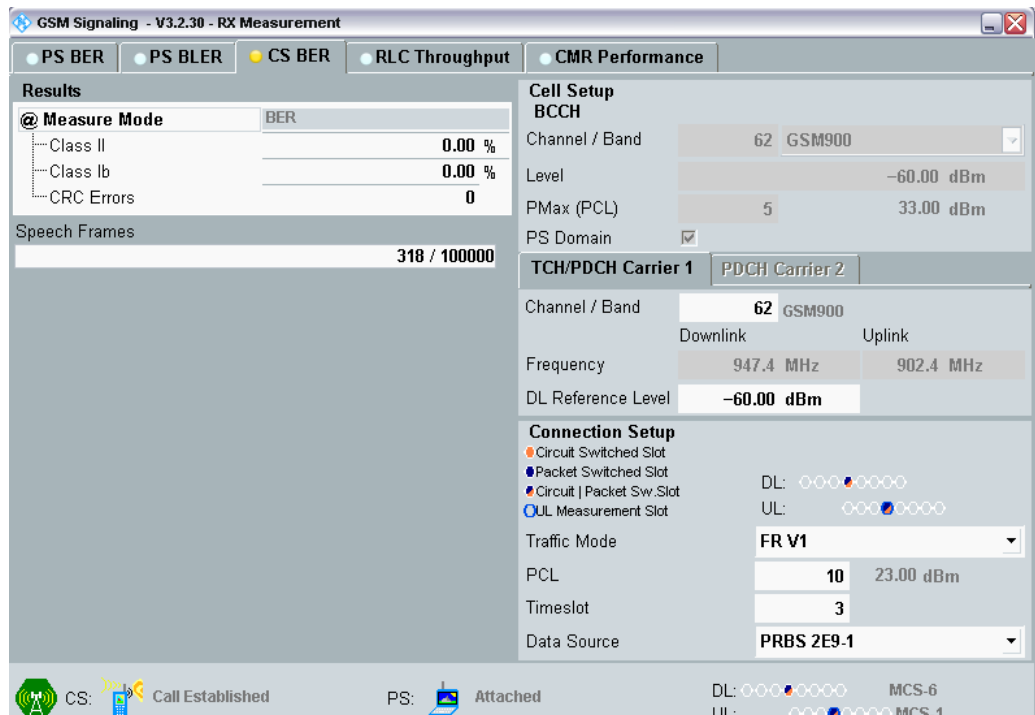 GSM Signaling - V3.2.30 - RX Measurement
PS BER PS BLER CS BER RLC Throughput CMR Performance
Results
@ Measure Mode BER
Class II 0.00 %
Class Ib 0.00 %
CRC Errors 0
Speech Frames
318 / 100000
Cell Setup
BCCH
Channel / Band 62 GSM900
Level -60.00 dBm
PMax (PCL) 5 33.00 dBm
PS Domain
TCH/PDCH Carrier 1 PDCH Carrier 2
Channel / Band 62 GSM900
Downlink Uplink
Frequency 947.4 MHz 902.4 MHz
DL Reference Level -60.00 dBm
Connection Setup
Circuit Switched Slot
Packet Switched Slot
Circuit | Packet Sw.Slot
UL Measurement Slot
DL:
UL:
Traffic Mode FR V1
PCL 10 23.00 dBm
Timeslot 3
Data Source PRBS 2E9-1
CS: Call Established PS: Attached DL: MCS-6
UL: MCS-1